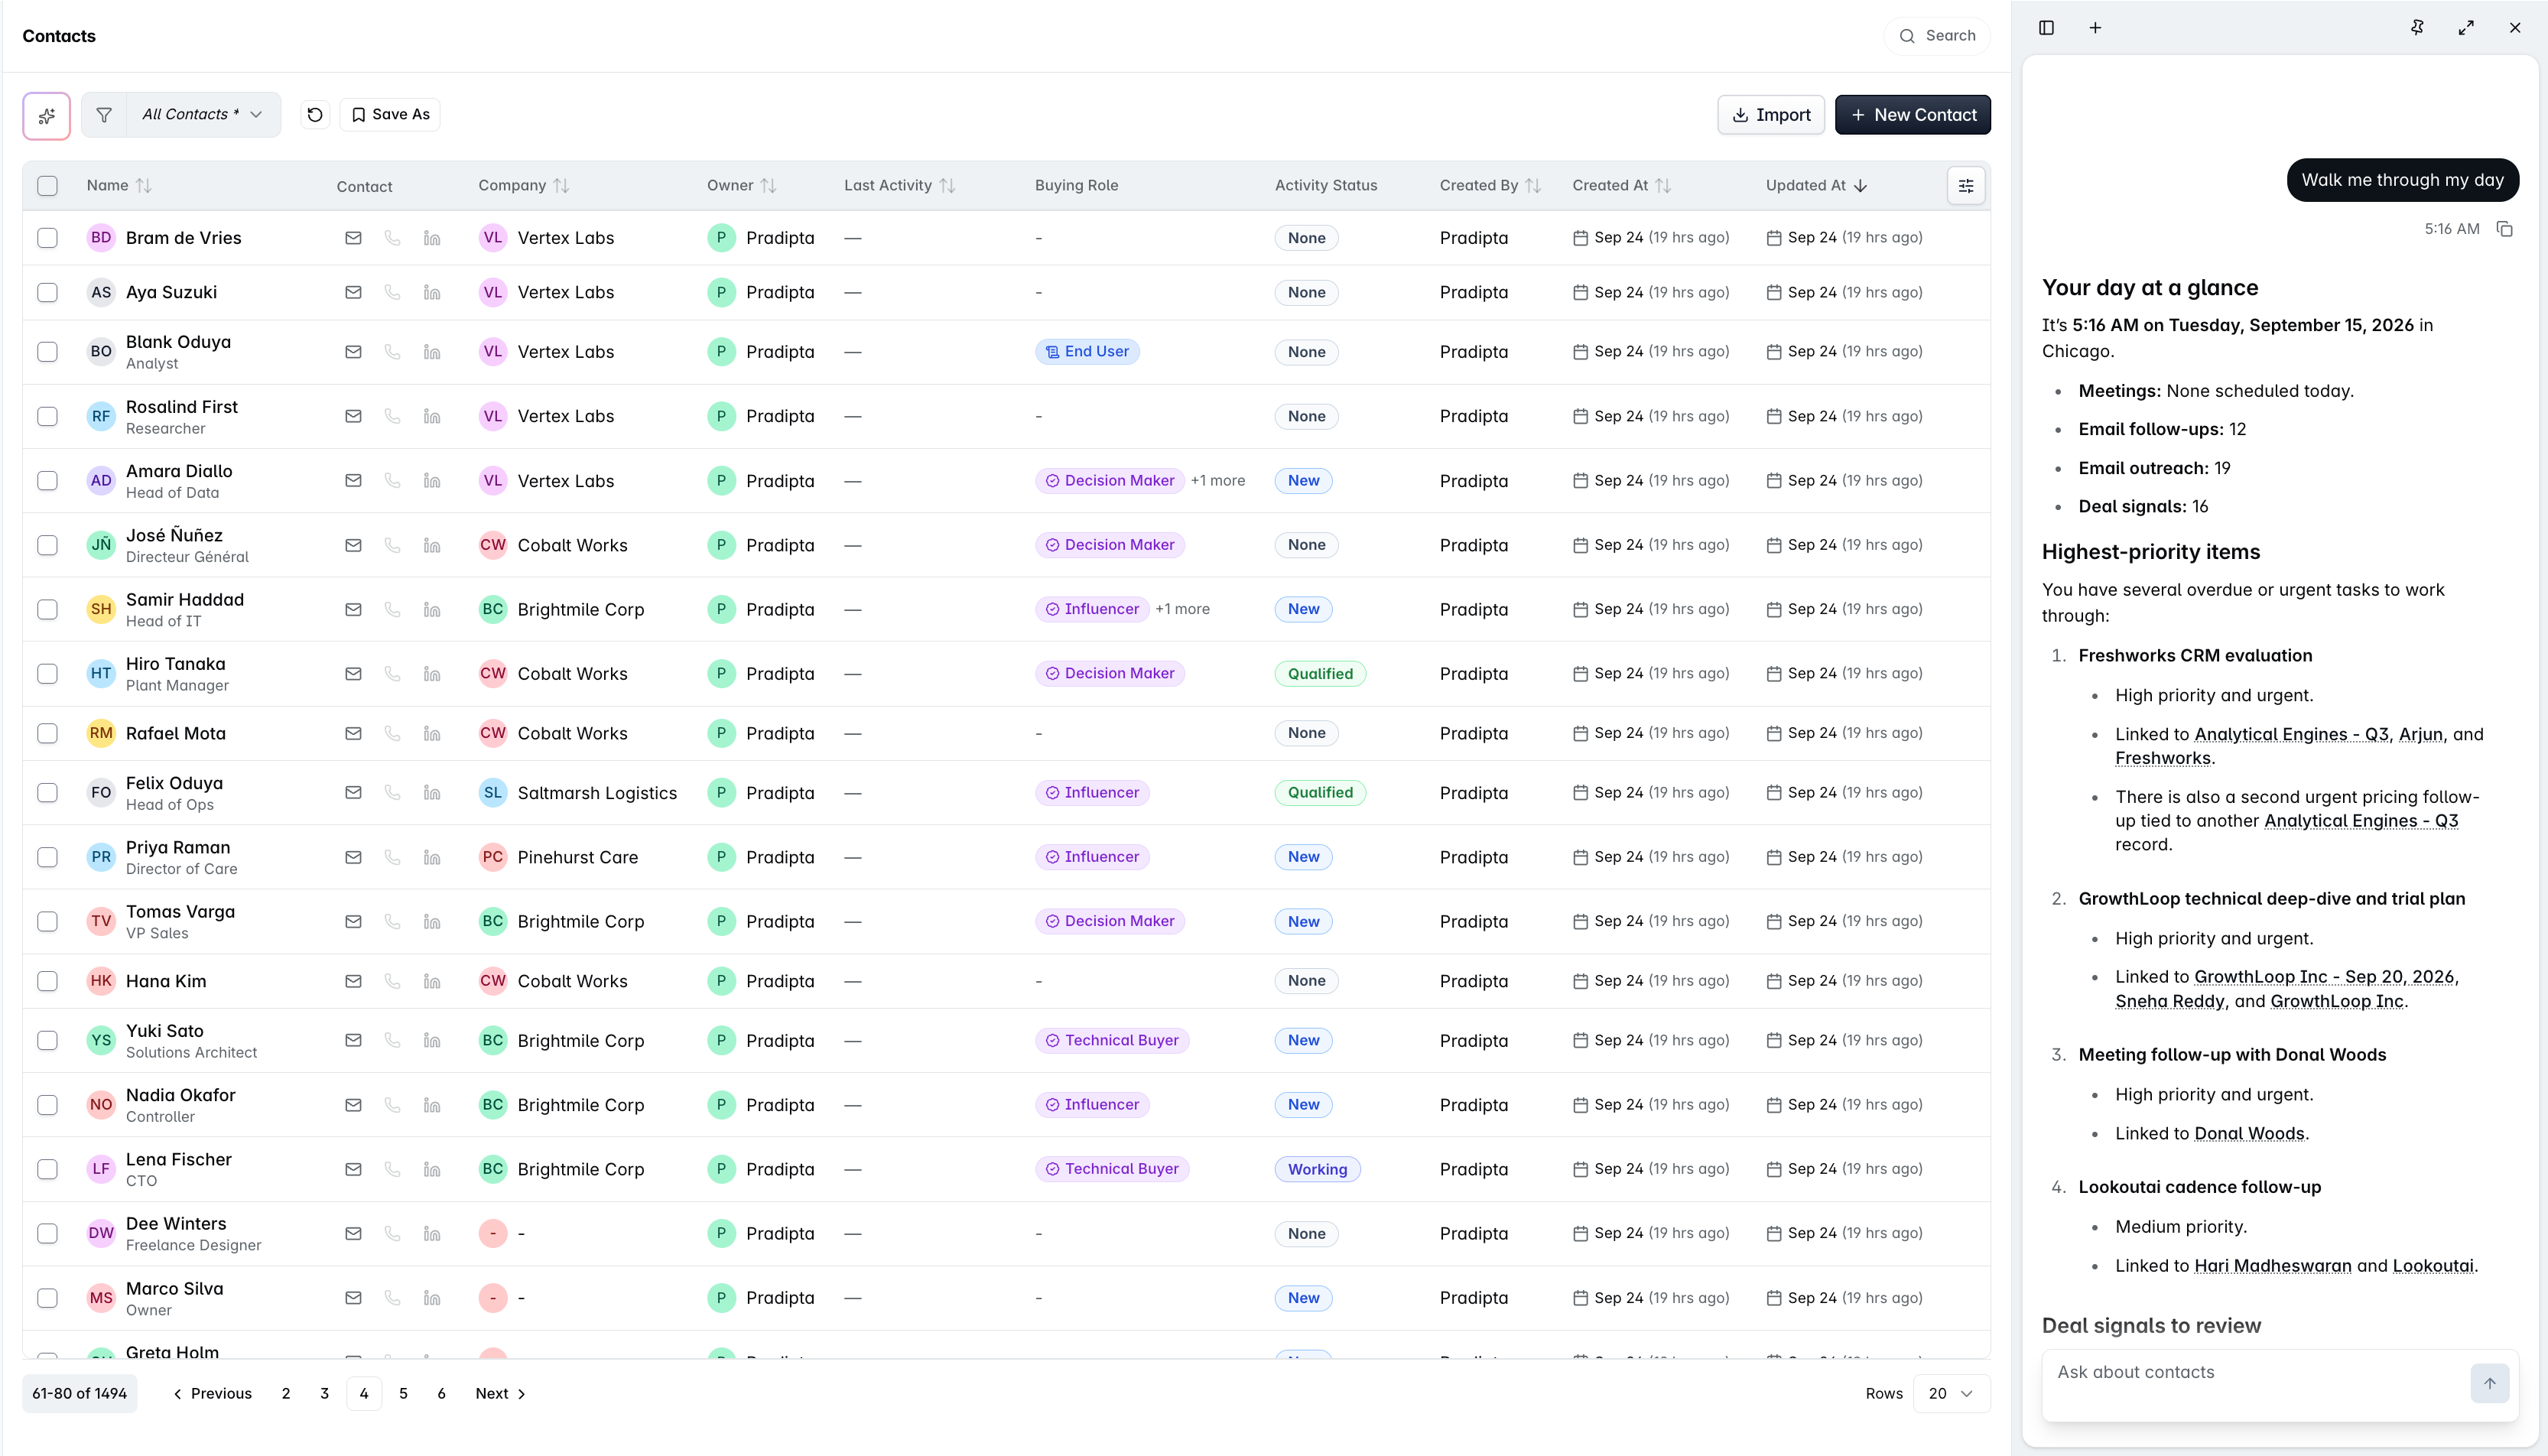 Contacts
Search
All Contacts *
Save As
Import
New Contact
Name Contact Company Owner Last Activity Buying Role Activity Status Created By Created At Updated At
BD Bram de Vries VL Vertex Labs P Pradipta — - None Pradipta Sep 24 (19 hrs ago) Sep 24 (19 hrs ago)
AS Aya Suzuki VL Vertex Labs P Pradipta — - None Pradipta Sep 24 (19 hrs ago) Sep 24 (19 hrs ago)
BO Blank Oduya VL Vertex Labs P Pradipta — End User None Pradipta Sep 24 (19 hrs ago) Sep 24 (19 hrs ago)
Analyst
RF Rosalind First VL Vertex Labs P Pradipta — - None Pradipta Sep 24 (19 hrs ago) Sep 24 (19 hrs ago)
Researcher
AD Amara Diallo VL Vertex Labs P Pradipta — Decision Maker +1 more New Pradipta Sep 24 (19 hrs ago) Sep 24 (19 hrs ago)
Head of Data
JÑ José Ñuñez CW Cobalt Works P Pradipta — Decision Maker None Pradipta Sep 24 (19 hrs ago) Sep 24 (19 hrs ago)
Directeur Général
SH Samir Haddad BC Brightmile Corp P Pradipta — Influencer +1 more New Pradipta Sep 24 (19 hrs ago) Sep 24 (19 hrs ago)
Head of IT
HT Hiro Tanaka CW Cobalt Works P Pradipta — Decision Maker Qualified Pradipta Sep 24 (19 hrs ago) Sep 24 (19 hrs ago)
Plant Manager
RM Rafael Mota CW Cobalt Works P Pradipta — - None Pradipta Sep 24 (19 hrs ago) Sep 24 (19 hrs ago)
FO Felix Oduya SL Saltmarsh Logistics P Pradipta — Influencer Qualified Pradipta Sep 24 (19 hrs ago) Sep 24 (19 hrs ago)
Head of Ops
PR Priya Raman PC Pinehurst Care P Pradipta — Influencer New Pradipta Sep 24 (19 hrs ago) Sep 24 (19 hrs ago)
Director of Care
TV Tomas Varga BC Brightmile Corp P Pradipta — Decision Maker New Pradipta Sep 24 (19 hrs ago) Sep 24 (19 hrs ago)
VP Sales
HK Hana Kim CW Cobalt Works P Pradipta — - None Pradipta Sep 24 (19 hrs ago) Sep 24 (19 hrs ago)
YS Yuki Sato BC Brightmile Corp P Pradipta — Technical Buyer New Pradipta Sep 24 (19 hrs ago) Sep 24 (19 hrs ago)
Solutions Architect
NO Nadia Okafor BC Brightmile Corp P Pradipta — Influencer New Pradipta Sep 24 (19 hrs ago) Sep 24 (19 hrs ago)
Controller
LF Lena Fischer BC Brightmile Corp P Pradipta — Technical Buyer Working Pradipta Sep 24 (19 hrs ago) Sep 24 (19 hrs ago)
CTO
DW Dee Winters - - P Pradipta — - None Pradipta Sep 24 (19 hrs ago) Sep 24 (19 hrs ago)
Freelance Designer
MS Marco Silva - - P Pradipta — - New Pradipta Sep 24 (19 hrs ago) Sep 24 (19 hrs ago)
Owner
Greta Holm
61-80 of 1494 Previous 2 3 4 5 6 Next Rows 20
Walk me through my day
5:16 AM
Your day at a glance
It's 5:16 AM on Tuesday, September 15, 2026 in
Chicago.
• Meetings: None scheduled today.
• Email follow-ups: 12
• Email outreach: 19
• Deal signals: 16
Highest-priority items
You have several overdue or urgent tasks to work
through:
1. Freshworks CRM evaluation
• High priority and urgent.
• Linked to Analytical Engines - Q3, Arjun, and
Freshworks.
• There is also a second urgent pricing follow-
up tied to another Analytical Engines - Q3
record.
2. GrowthLoop technical deep-dive and trial plan
• High priority and urgent.
• Linked to GrowthLoop Inc - Sep 20, 2026,
Sneha Reddy, and GrowthLoop Inc.
3. Meeting follow-up with Donal Woods
• High priority and urgent.
• Linked to Donal Woods.
4. Lookoutai cadence follow-up
• Medium priority.
• Linked to Hari Madheswaran and Lookoutai.
Deal signals to review
Ask about contacts